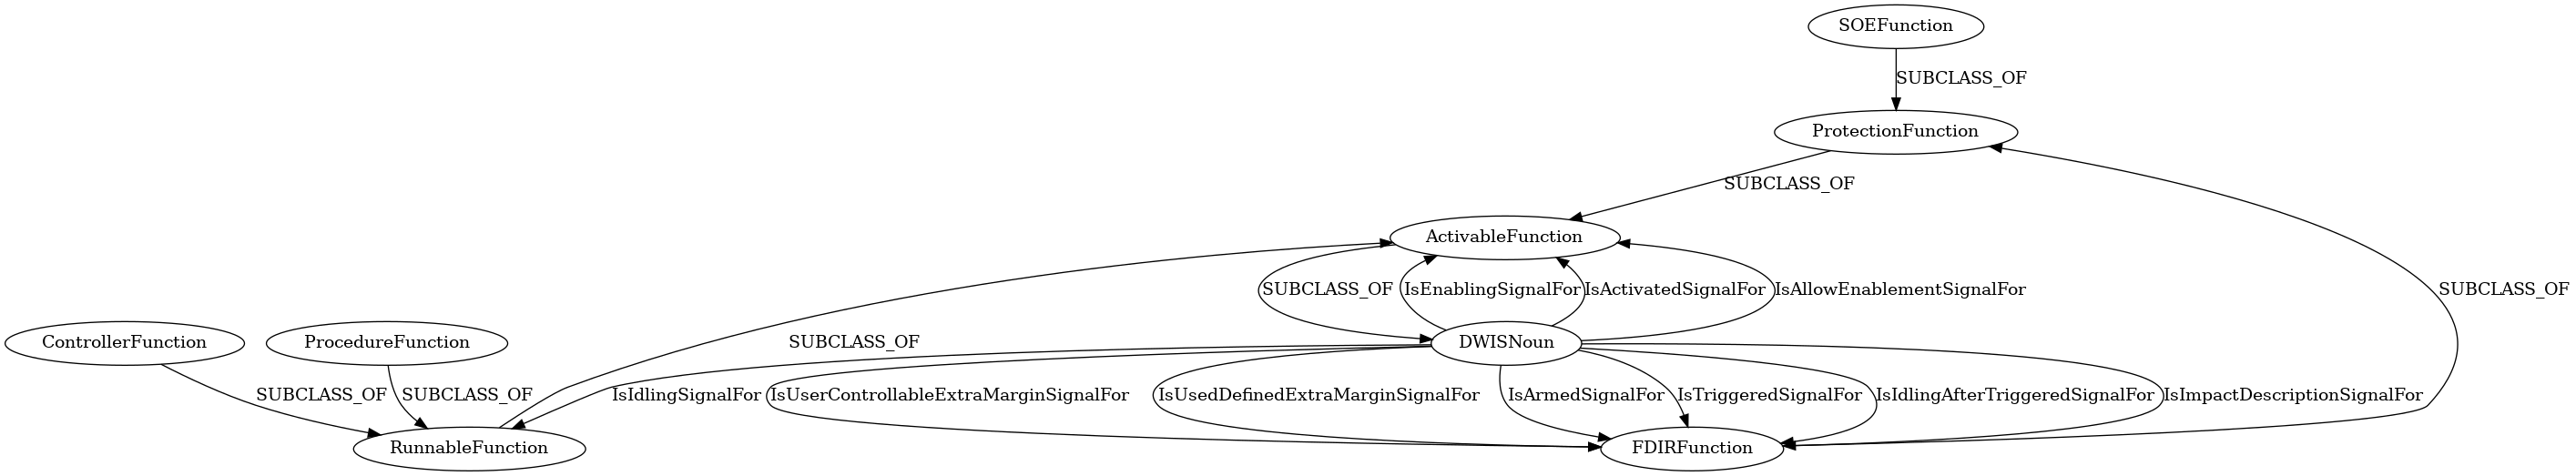 SOEFunction
SUBCLASS_OF
ProtectionFunction
SUBCLASS_OF
ActivableFunction
SUBCLASS_OF
IsEnablingSignalFor
IsActivatedSignalFor
IsAllowEnablementSignalFor
SUBCLASS_OF
ControllerFunction
ProcedureFunction
SUBCLASS_OF
DWISNoun
SUBCLASS_OF
SUBCLASS_OF
IsIdlingSignalFor
IsUserControllableExtraMarginSignalFor
IsUsedDefinedExtraMarginSignalFor
IsArmedSignalFor
IsTriggeredSignalFor
IsIdlingAfterTriggeredSignalFor
IsImpactDescriptionSignalFor
RunnableFunction
FDIRFunction